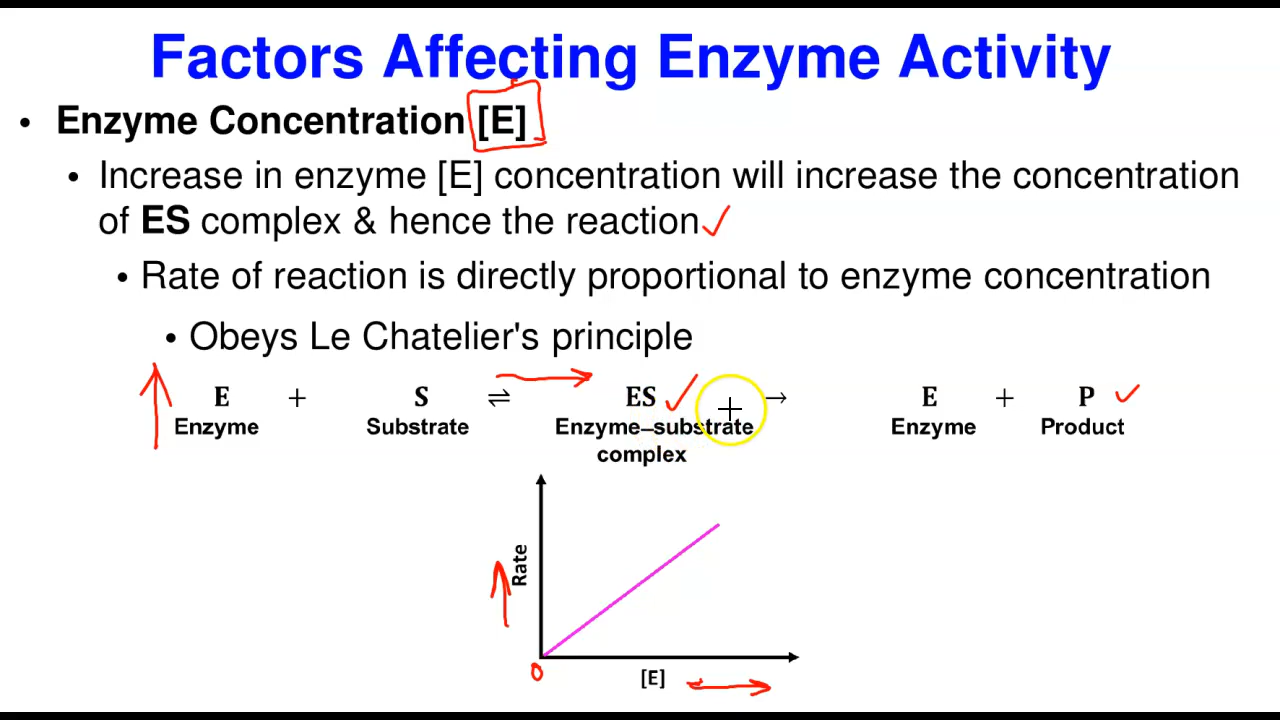 Factors Affecting Enzyme Activity
• Enzyme Concentration [E]
• Increase in enzyme [E] concentration will increase the concentration
of ES complex & hence the reaction
• Rate of reaction is directly proportional to enzyme concentration
• Obeys Le Chatelier's principle
E + S ⇌ ES → E + P
Enzyme Substrate Enzyme–substrate Enzyme Product
complex
Rate
0
[E]